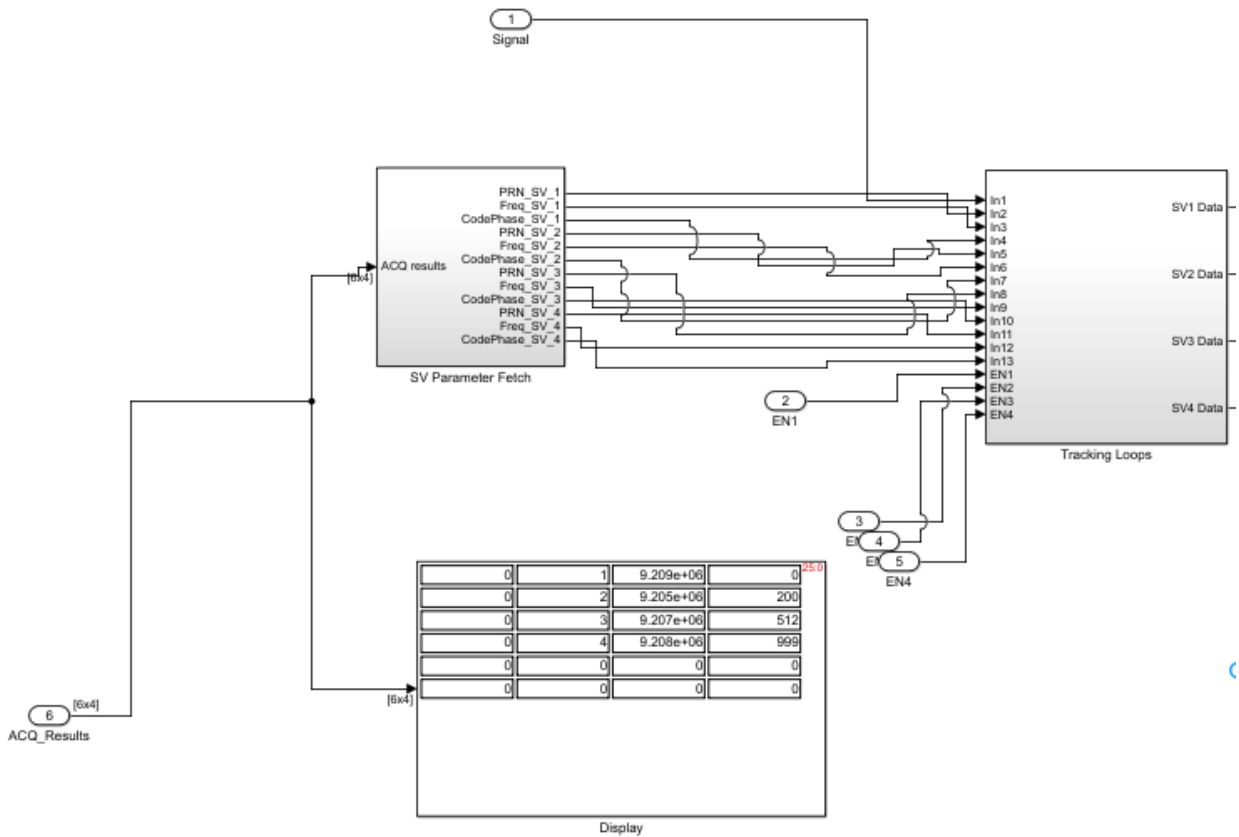 1
Signal
PRN_SV_1
Freq_SV_1
CodePhase_SV_1
PRN_SV_2
Freq_SV_2
CodePhase_SV_2
PRN_SV_3
Freq_SV_3
CodePhase_SV_3
PRN_SV_4
Freq_SV_4
CodePhase_SV_4
ACQ results
[6x4]
SV Parameter Fetch
In1
In2
In3
In4
In5
In6
In7
In8
In9
In10
In11
In12
In13
EN1
EN2
EN3
EN4
SV1 Data
SV2 Data
SV3 Data
SV4 Data
Tracking Loops
2
EN1
3
4
5
EN4
25:0
0 1 9.209e+06 0
0 2 9.205e+06 200
0 3 9.207e+06 512
0 4 9.208e+06 999
0 0 0 0
0 0 0 0
[6x4]
Display
6
[6x4]
ACQ_Results